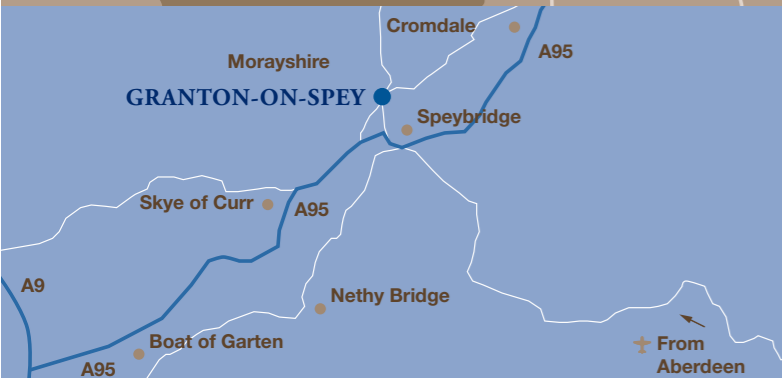 Cromdale
A95
Morayshire
GRANTON-ON-SPEY
Speybridge
Skye of Curr
A95
A9
Nethy Bridge
Boat of Garten
From
Aberdeen
A95